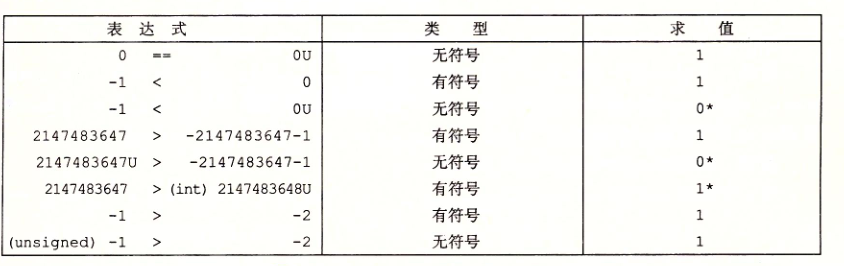 表 达 式 类 型 求 值
0 == 0U 无符号 1
-1 < 0 有符号 1
-1 < 0U 无符号 0*
2147483647 > -2147483647-1 有符号 1
2147483647U > -2147483647-1 无符号 0*
2147483647 > (int) 2147483648U 有符号 1*
-1 > -2 有符号 1
(unsigned) -1 > -2 无符号 1